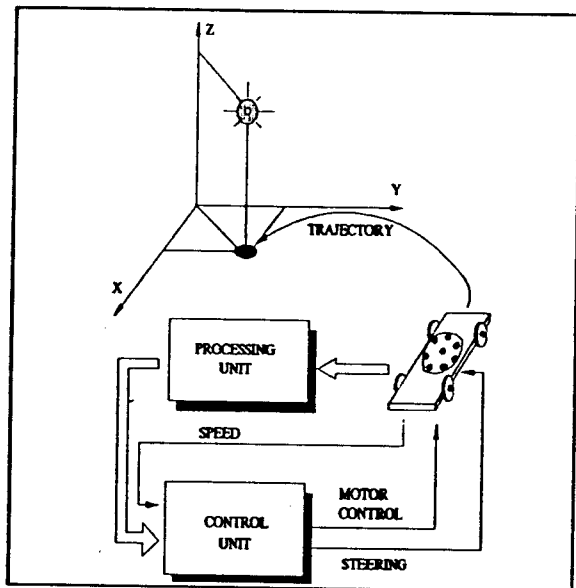 Z
b
Y
TRAJECTORY
X
PROCESSING
UNIT
SPEED
MOTOR
CONTROL
CONTROL
UNIT
STEERING